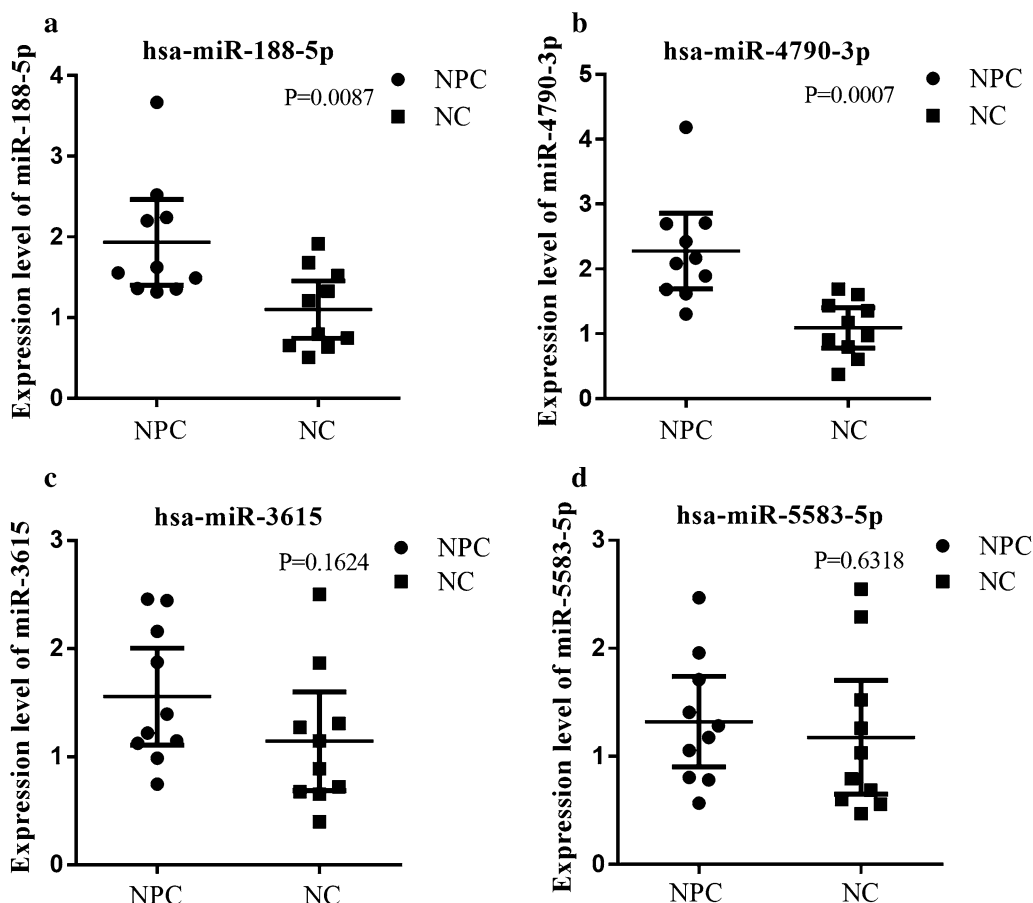 a
hsa-miR-188-5p
Expression level of miR-188-5p
4
3
2
1
0
P=0.0087
NPC
NC
NPC
NC
b
hsa-miR-4790-3p
Expression level of miR-4790-3p
5
4
3
2
1
0
P=0.0007
NPC
NC
NPC
NC
c
hsa-miR-3615
Expression level of miR-3615
3
2
1
0
P=0.1624
NPC
NC
NPC
NC
d
hsa-miR-5583-5p
Expression level of miR-5583-5p
3
2
1
0
P=0.6318
NPC
NC
NPC
NC